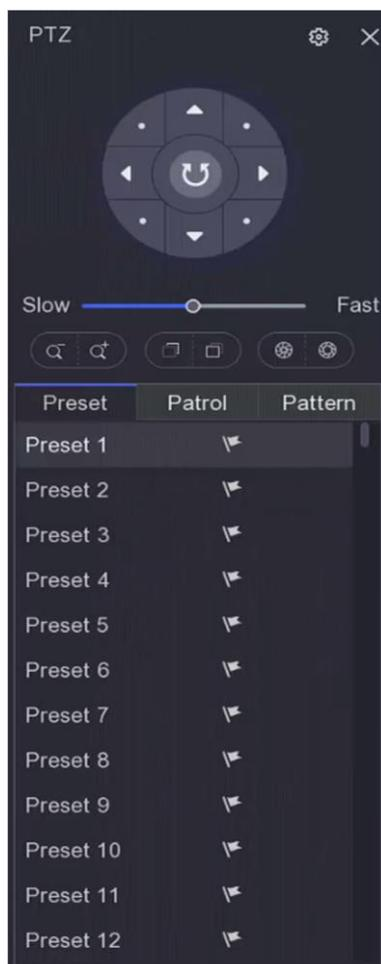 PTZ
Slow Fast
Preset Patrol Pattern
Preset 1
Preset 2
Preset 3
Preset 4
Preset 5
Preset 6
Preset 7
Preset 8
Preset 9
Preset 10
Preset 11
Preset 12